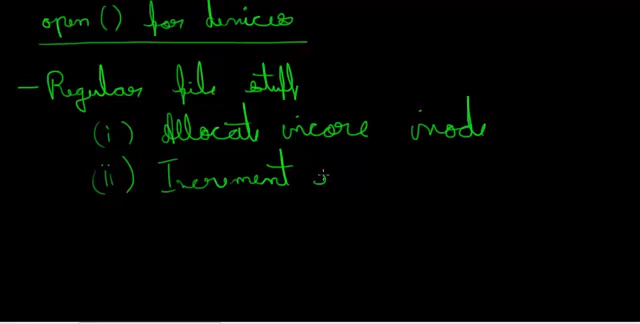 open () for devices
- Regular file stuff
(i) Allocate incore inode
(ii) Increment